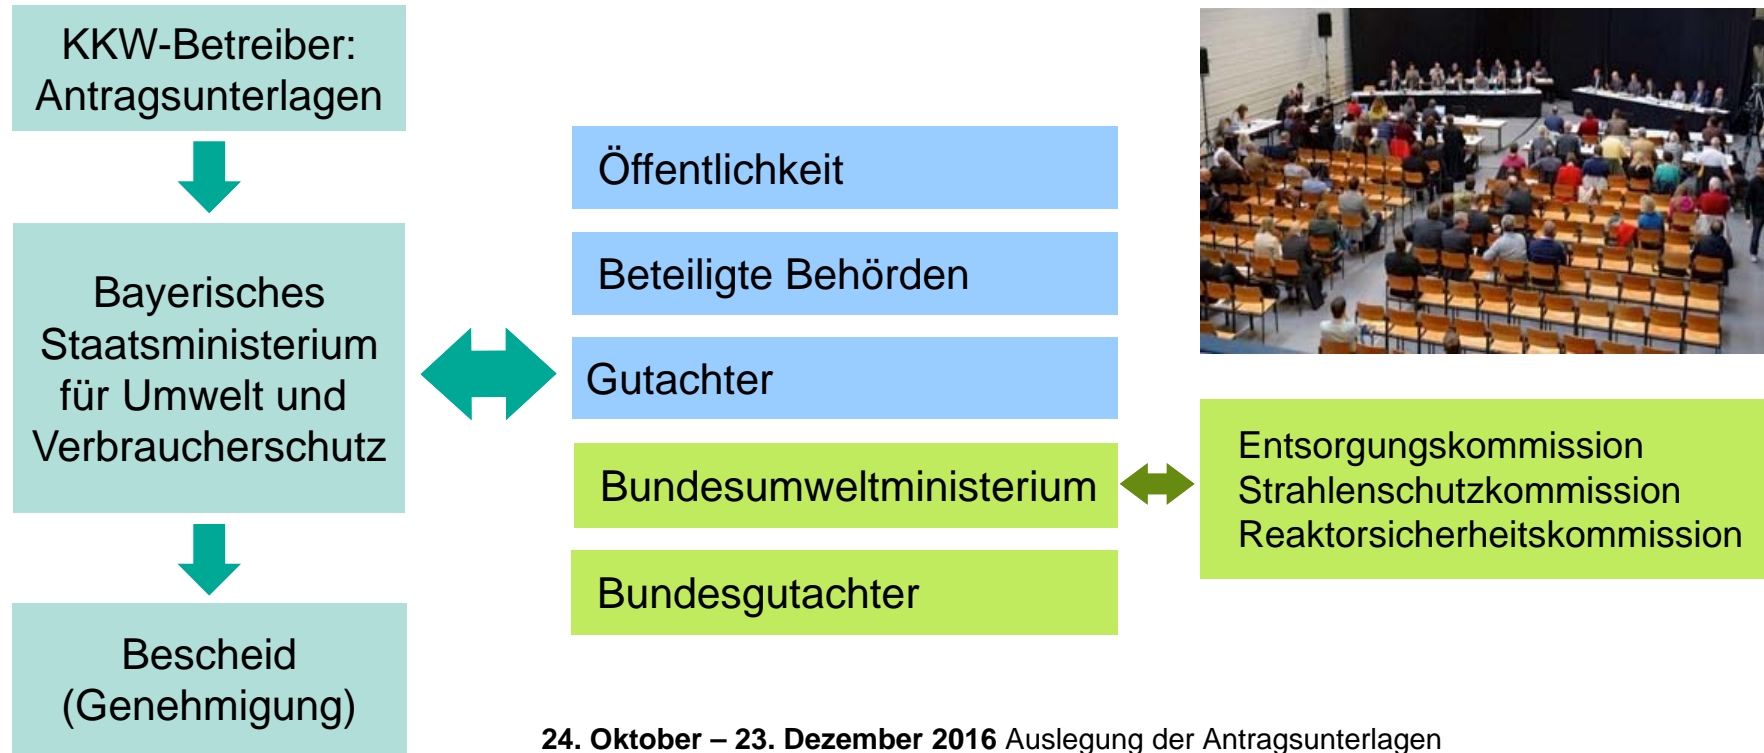 KKW-Betreiber:
Antragsunterlagen
Bayerisches
Staatsministerium
für Umwelt und
Verbraucherschutz
Bescheid
(Genehmigung)
Öffentlichkeit
Beteiligte Behörden
Gutachter
Bundesumweltministerium
Bundesgutachter
Entsorgungskommission
Strahlenschutzkommission
Reaktorsicherheitskommission
24. Oktober – 23. Dezember 2016 Auslegung der Antragsunterlagen